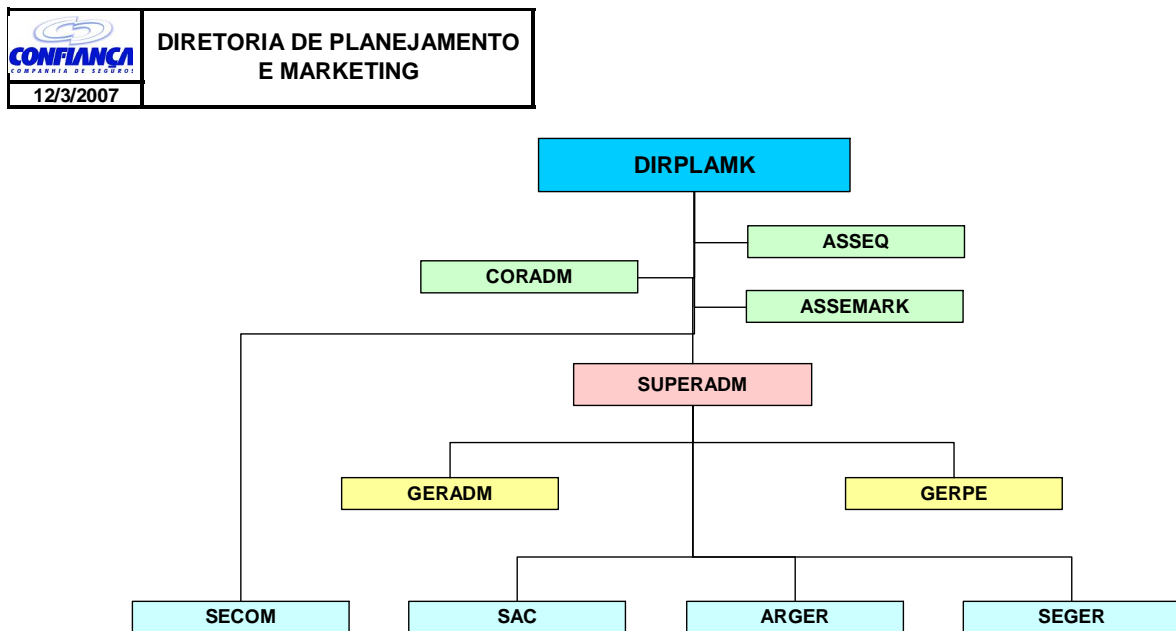 CONFIANÇA
COMPANHIA DE SEGUROS
12/3/2007
DIRETORIA DE PLANEJAMENTO
E MARKETING
DIRPLAMK
ASSEQ
CORADM
ASSEMARK
SUPERADM
GERADM
GERPE
SECOM
SAC
ARGER
SEGER